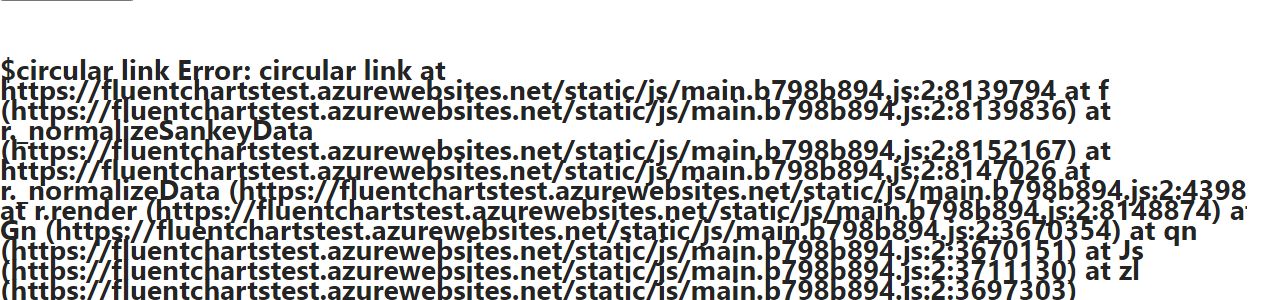 $circular link Error: circular link at
https://fluentchartstest.azurewebsites.net/static/js/main.b798b894.js:2:8139794 at f
(https://fluentchartstest.azurewebsites.net/static/js/main.b798b894.js:2:8139836) at
r._normalizeSankeyData
(https://fluentchartstest.azurewebsites.net/static/js/main.b798b894.js:2:8152167) at
https://fluentchartstest.azurewebsites.net/static/js/main.b798b894.js:2:8147026 at
r._normalizeData (https://fluentchartstest.azurewebsites.net/static/js/main.b798b894.js:2:4398
at r.render (https://fluentchartstest.azurewebsites.net/static/js/main.b798b894.js:2:8148874) at
Gn (https://fluentchartstest.azurewebsites.net/static/js/main.b798b894.js:2:3670354) at qn
(https://fluentchartstest.azurewebsites.net/static/js/main.b798b894.js:2:3670151) at Js
(https://fluentchartstest.azurewebsites.net/static/js/main.b798b894.js:2:3711130) at zl
(https://fluentchartstest.azurewebsites.net/static/js/main.b798b894.js:2:3697303)